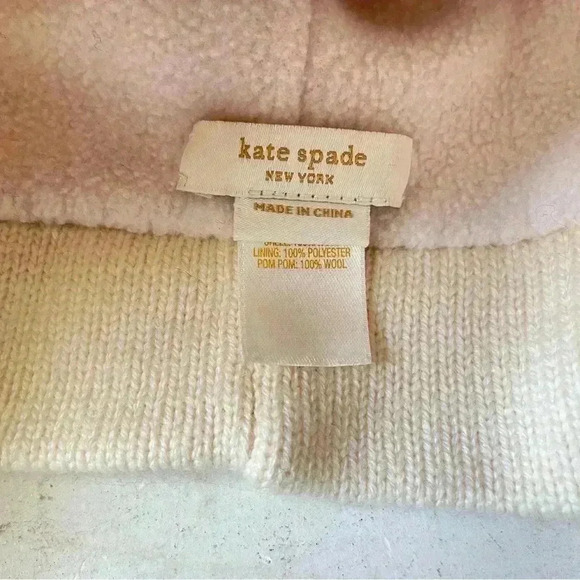 kate spade
NEW YORK
MADE IN CHINA
LINING: 100% POLYESTER
POM POM: 100% WOOL